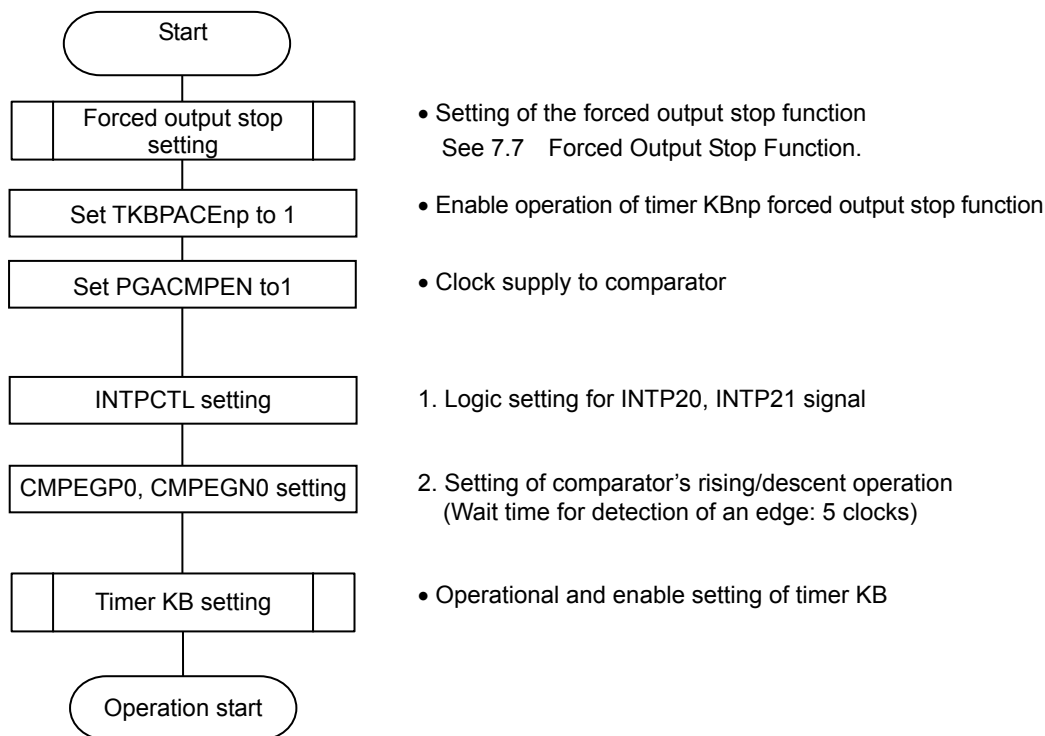 Start
Forced output stop
setting
• Setting of the forced output stop function
See 7.7 Forced Output Stop Function.
Set TKBPACEnp to 1
• Enable operation of timer KBnp forced output stop function
Set PGACMPEN to1
• Clock supply to comparator
INTPCTL setting
1. Logic setting for INTP20, INTP21 signal
CMPEGP0, CMPEGN0 setting
2. Setting of comparator’s rising/descent operation
(Wait time for detection of an edge: 5 clocks)
Timer KB setting
• Operational and enable setting of timer KB
Operation start